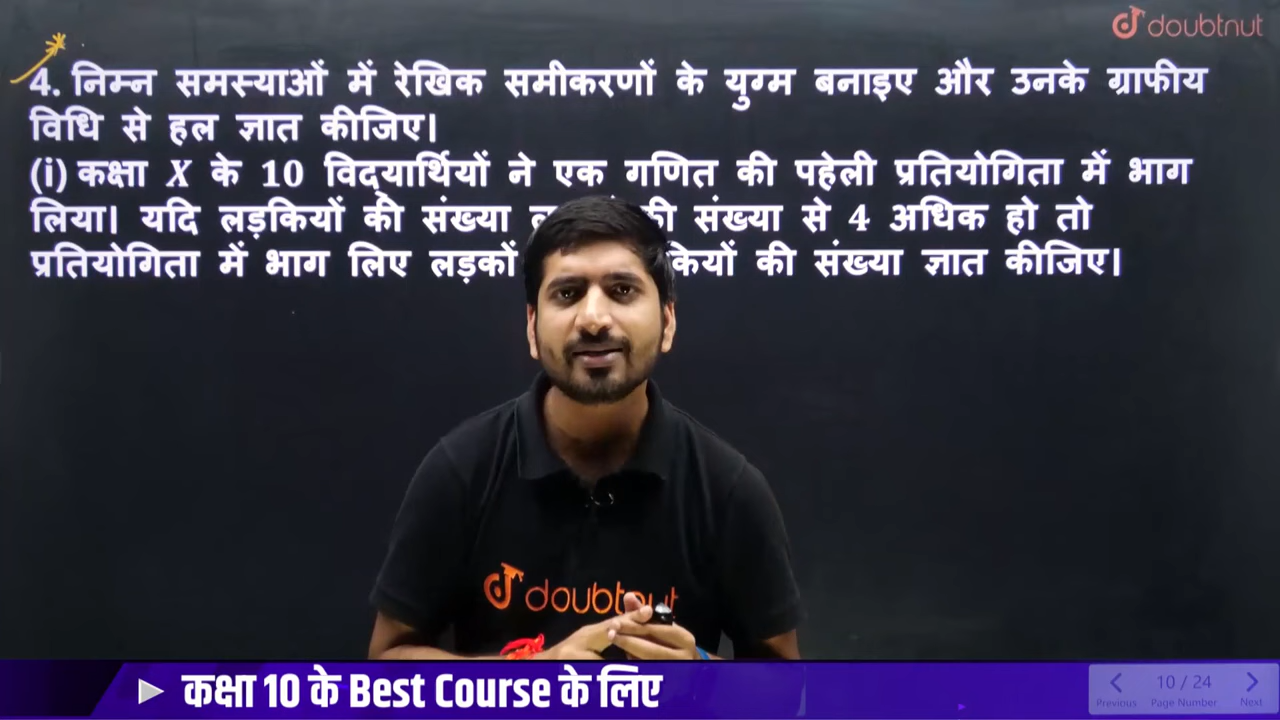 doubtnut
4. निम्न समस्याओं में रेखिक समीकरणों के युग्म बनाइए और उनके ग्राफीय
विधि से हल ज्ञात कीजिए।
(i) कक्षा X के 10 विद्यार्थियों ने एक गणित की पहेली प्रतियोगिता में भाग
लिया। यदि लड़कियों की संख्या की संख्या से 4 अधिक हो तो
प्रतियोगिता में भाग लिए लड़कों की संख्या ज्ञात कीजिए।
doubtnut
कक्षा 10 के Best Course के लिए
10 / 24
Previous Page Number Next